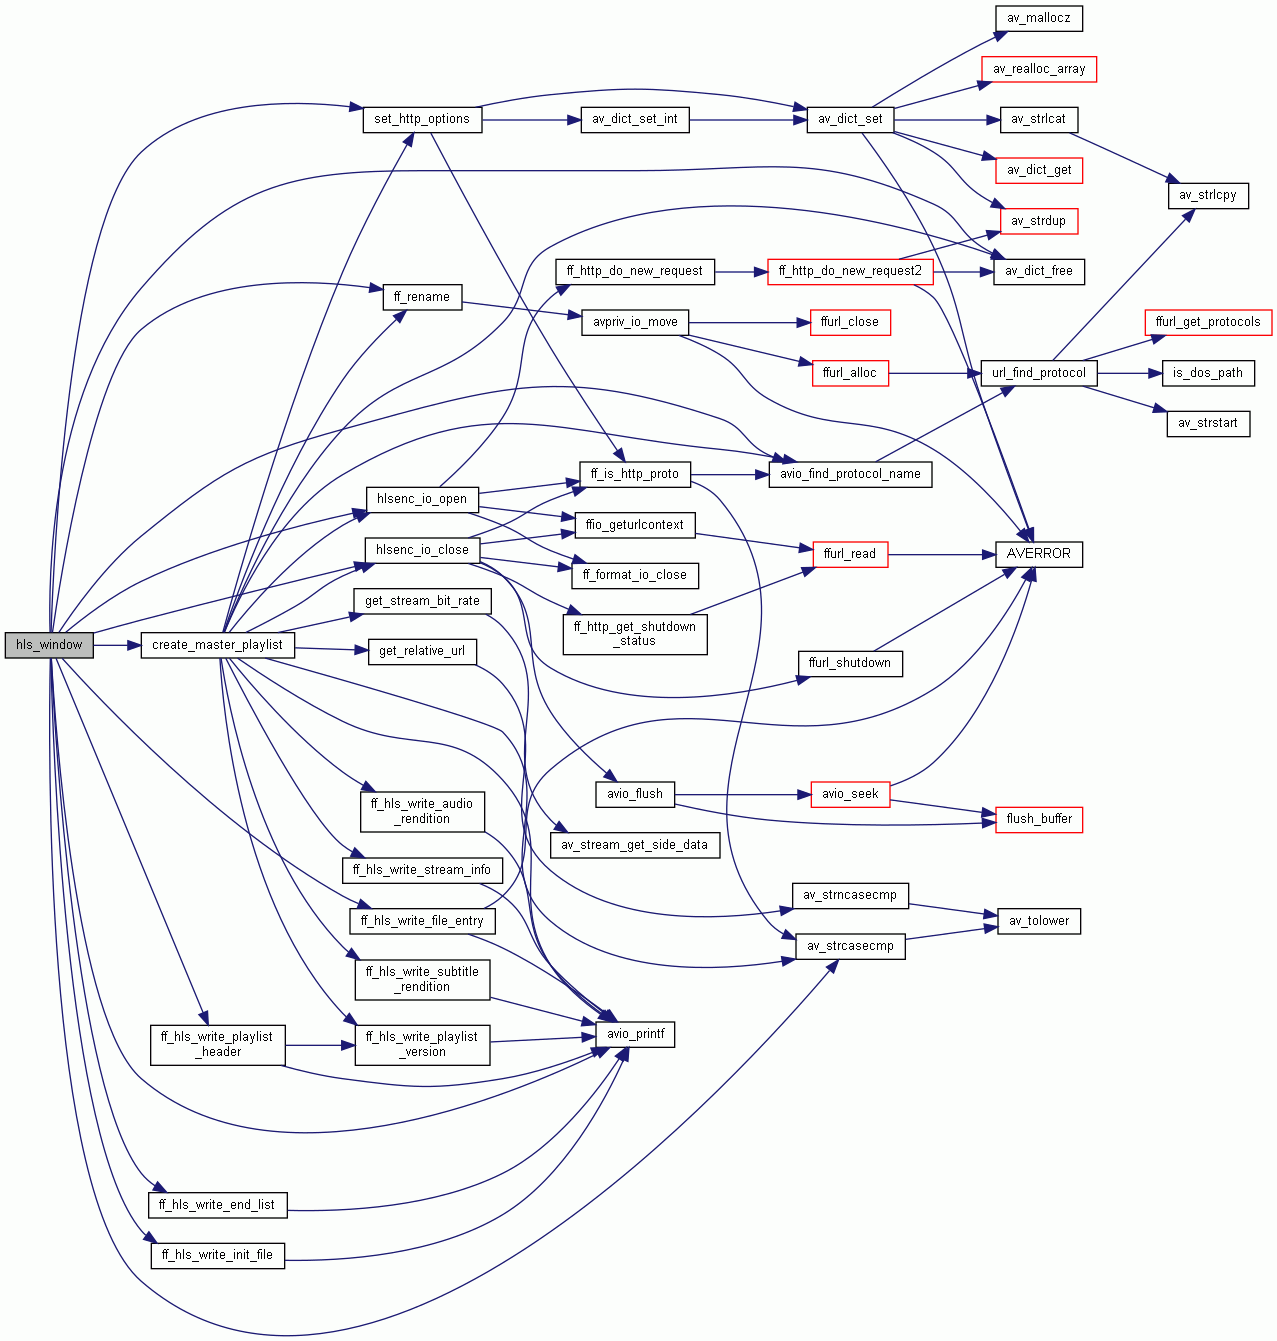 av_mallocz
av_realloc_array
set_http_options
av_dict_set_int
av_dict_set
av_strlcat
av_dict_get
av_strlcpy
av_strdup
ff_http_do_new_request
ff_http_do_new_request2
av_dict_free
ff_rename
avpriv_io_move
ffurl_close
ffurl_get_protocols
ffurl_alloc
url_find_protocol
is_dos_path
av_strstart
ff_is_http_proto
avio_find_protocol_name
hlsenc_io_open
ffio_geturlcontext
hlsenc_io_close
ffurl_read
AVERROR
ff_format_io_close
get_stream_bit_rate
ff_http_get_shutdown
_status
hls_window
create_master_playlist
get_relative_url
ffurl_shutdown
avio_flush
avio_seek
ff_hls_write_audio
_rendition
flush_buffer
av_stream_get_side_data
ff_hls_write_stream_info
av_strncasecmp
ff_hls_write_file_entry
av_tolower
av_strcasecmp
ff_hls_write_subtitle
_rendition
ff_hls_write_playlist
_header
ff_hls_write_playlist
_version
avio_printf
ff_hls_write_end_list
ff_hls_write_init_file